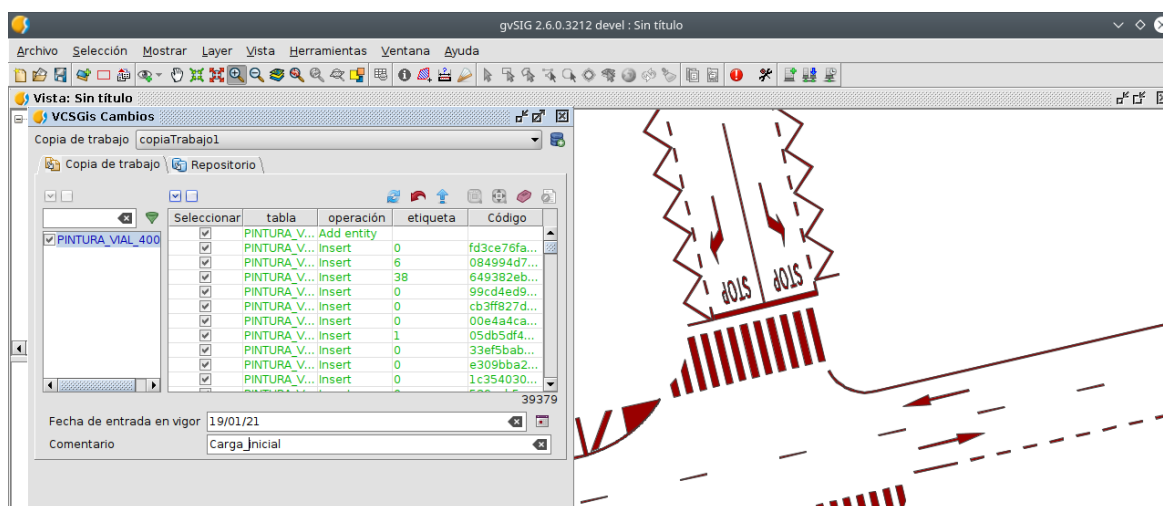 gvSIG 2.6.0.3212 devel : Sin título
Archivo Selección Mostrar Layer Vista Herramientas Ventana Ayuda
Vista: Sin título
VCSGis Cambios
Copia de trabajo copiaTrabajo1
Copia de trabajo Repositorio
Seleccionar tabla operación etiqueta Código
PINTURA_VIAL_400
PINTURA_V... Add entity
PINTURA_V... Insert 0 fd3ce76fa...
PINTURA_V... Insert 6 084994d7...
PINTURA_V... Insert 38 649382eb...
PINTURA_V... Insert 0 99cd4ed9...
PINTURA_V... Insert 0 cb3ff827d...
PINTURA_V... Insert 0 00e4a4ca...
PINTURA_V... Insert 1 05db5df4...
PINTURA_V... Insert 0 33ef5bab...
PINTURA_V... Insert 0 e309bba2...
PINTURA_V... Insert 0 1c354030...
39379
Fecha de entrada en vigor 19/01/21
Comentario Carga_inicial
STOP STOP